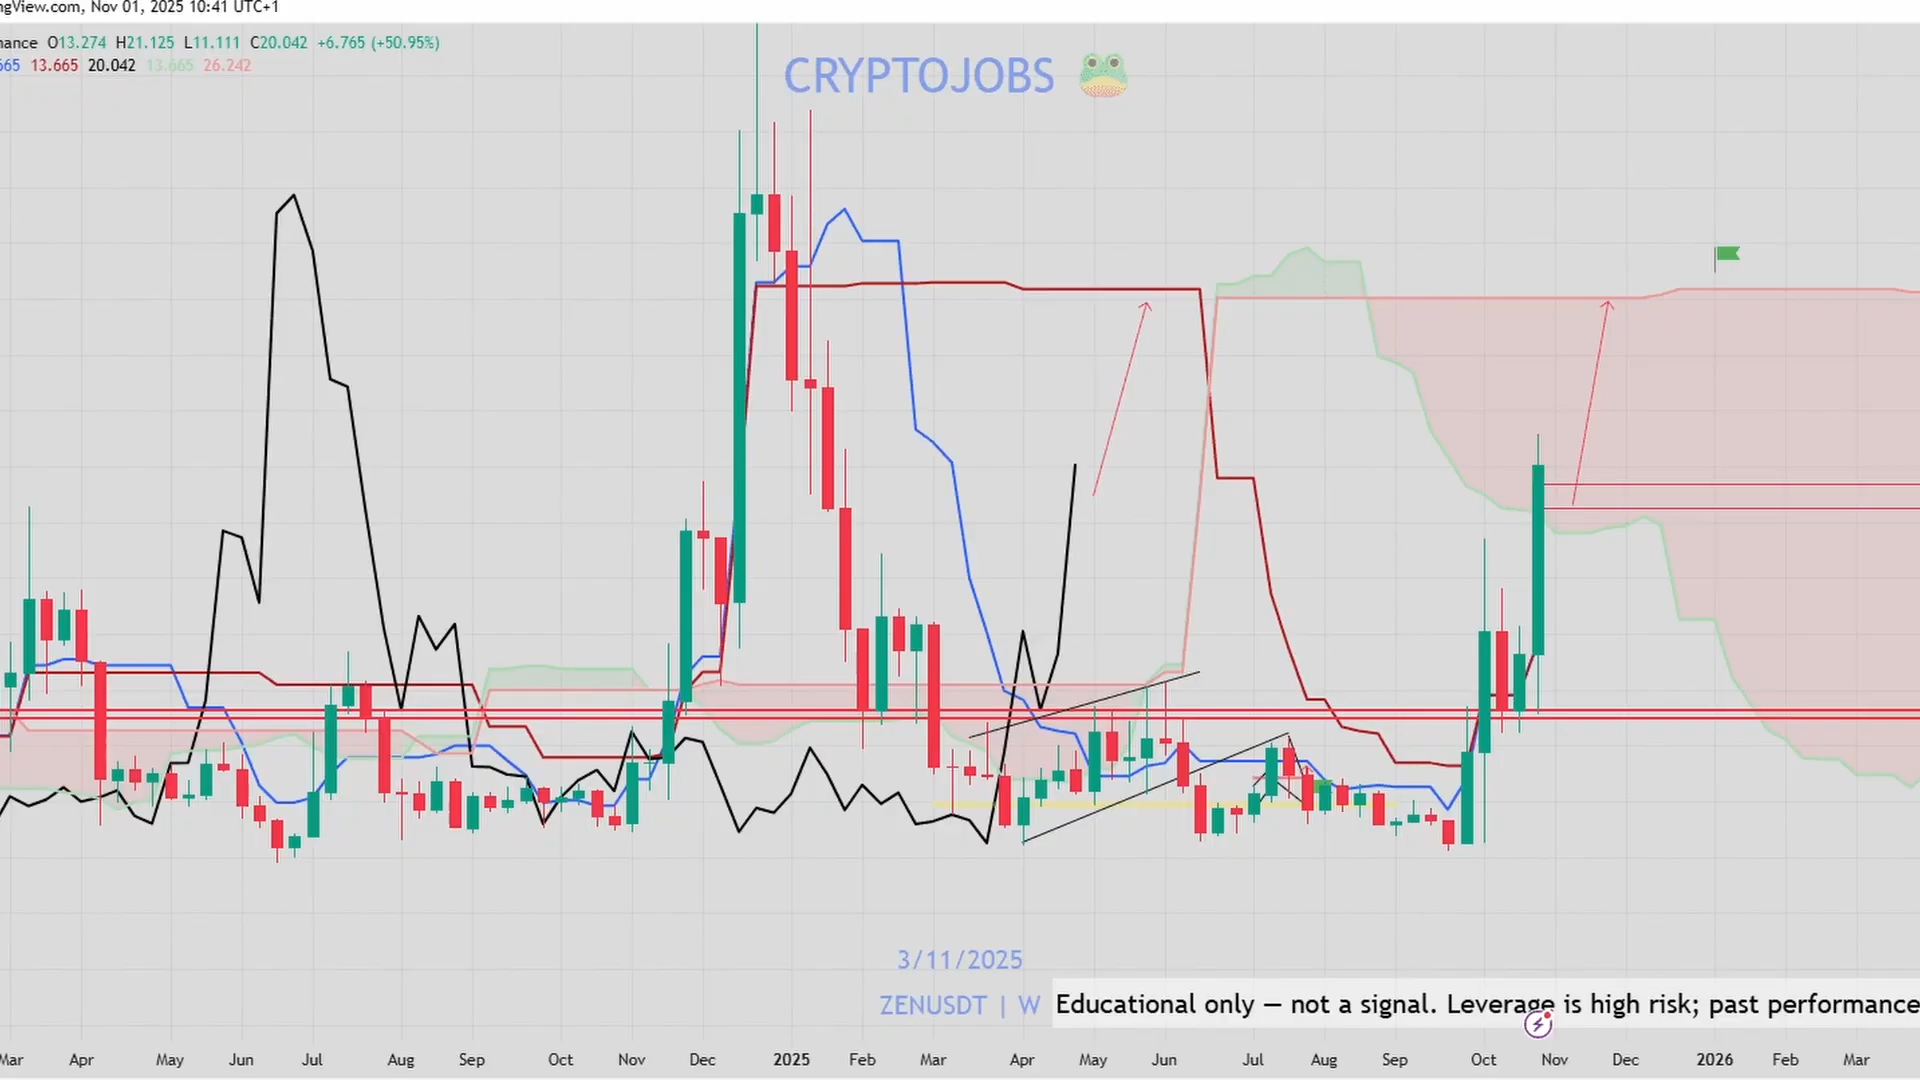 ngView.com, Nov 01, 2025 10:41 UTC+1
nance O13.274 H21.125 L11.111 C20.042 +6.765 (+50.95%)
665 13.665 20.042 13.665 26.242
CRYPTOJOBS 🐸
3/11/2025
ZENUSDT | W
Educational only — not a signal. Leverage is high risk; past performance
Mar Apr May Jun Jul Aug Sep Oct Nov Dec 2025 Feb Mar Apr May Jun Jul Aug Sep Oct Nov Dec 2026 Feb Mar